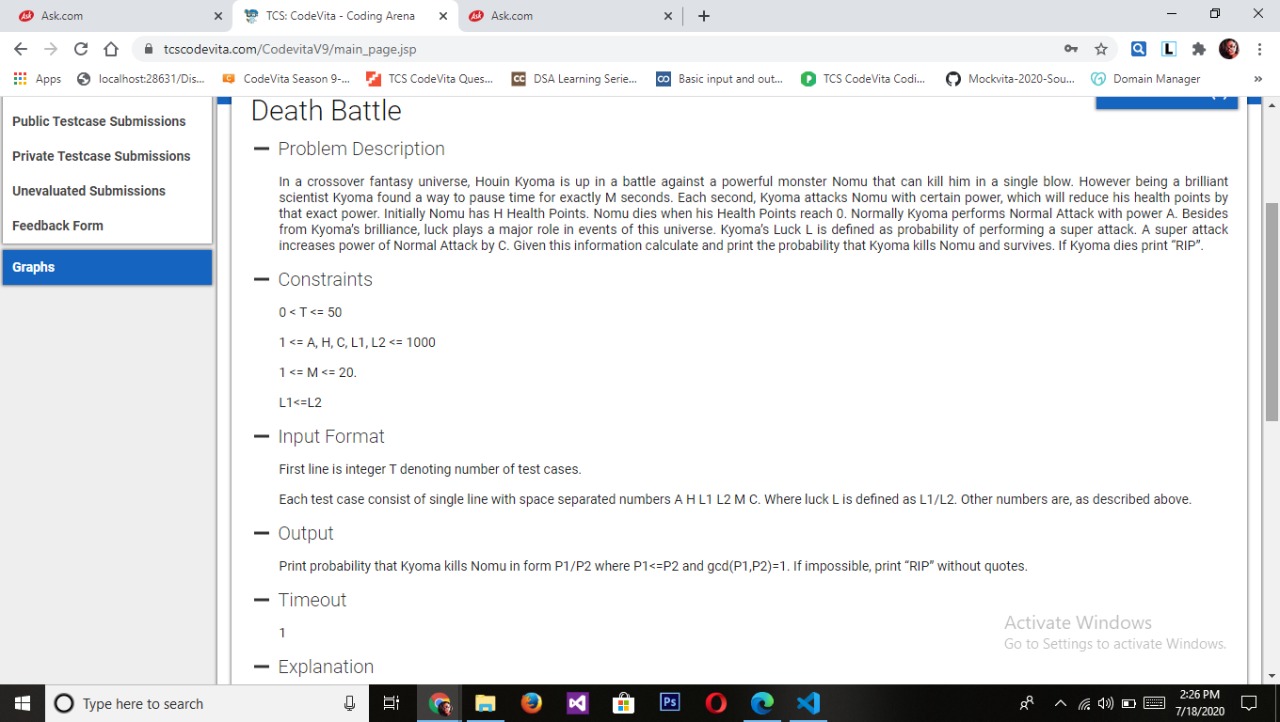 Ask.com
TCS: CodeVita - Coding Arena
Ask.com
tcscodevita.com/CodevitaV9/main_page.jsp
Apps localhost:28631/Dis... CodeVita Season 9-... TCS CodeVita Ques... DSA Learning Serie... Basic input and out... TCS CodeVita Codi... Mockvita-2020-Sou... Domain Manager »
Public Testcase Submissions
Private Testcase Submissions
Unevaluated Submissions
Feedback Form
Graphs
Death Battle
Problem Description
In a crossover fantasy universe, Houin Kyoma is up in a battle against a powerful monster Nomu that can kill him in a single blow. However being a brilliant
scientist Kyoma found a way to pause time for exactly M seconds. Each second, Kyoma attacks Nomu with certain power, which will reduce his health points by
that exact power. Initially Nomu has H Health Points. Nomu dies when his Health Points reach 0. Normally Kyoma performs Normal Attack with power A. Besides
from Kyoma's brilliance, luck plays a major role in events of this universe. Kyoma's Luck L is defined as probability of performing a super attack. A super attack
increases power of Normal Attack by C. Given this information calculate and print the probability that Kyoma kills Nomu and survives. If Kyoma dies print “RIP”.
Constraints
0 < T <= 50
1 <= A, H, C, L1, L2 <= 1000
1 <= M <= 20.
L1<=L2
Input Format
First line is integer T denoting number of test cases.
Each test case consist of single line with space separated numbers A H L1 L2 M C. Where luck L is defined as L1/L2. Other numbers are, as described above.
Output
Print probability that Kyoma kills Nomu in form P1/P2 where P1<=P2 and gcd(P1,P2)=1. If impossible, print “RIP” without quotes.
Timeout
1
Explanation
Activate Windows
Go to Settings to activate Windows.
Type here to search
Ps
2:26 PM
7/18/2020